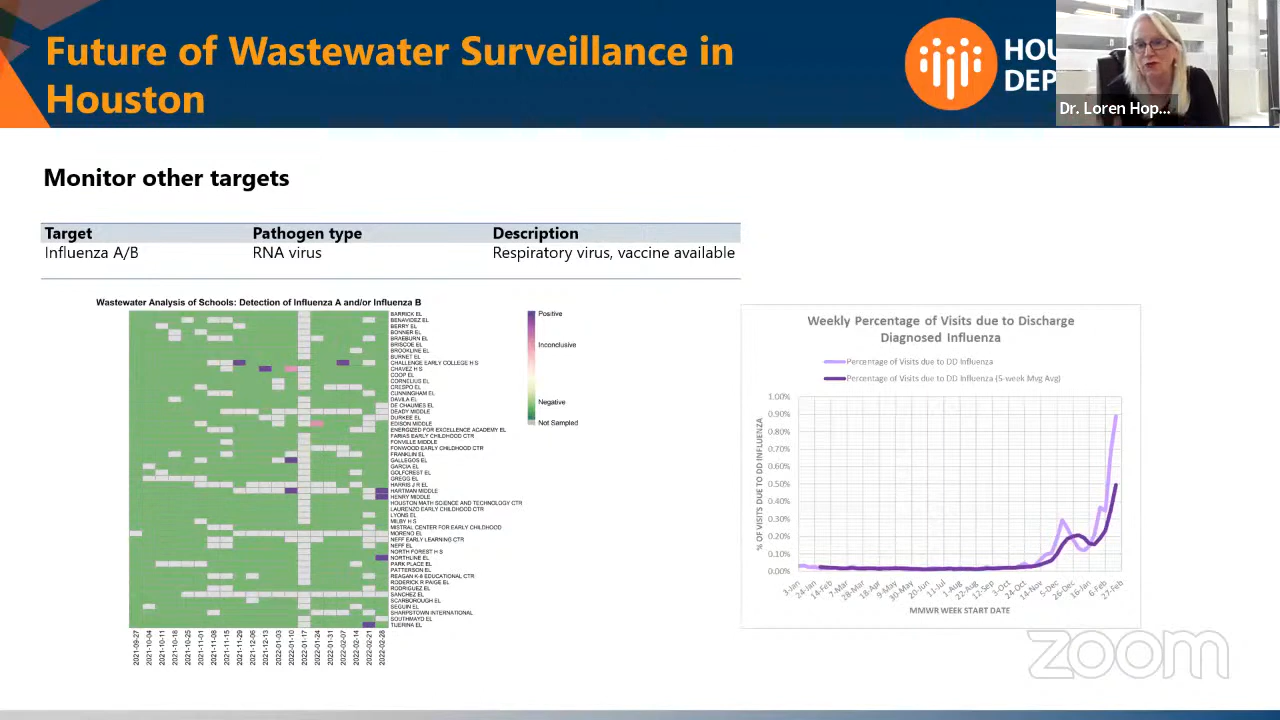 Future of Wastewater Surveillance in
Houston
HOU
DEP
Dr. Loren Hop...
Monitor other targets
Target Pathogen type Description
Influenza A/B RNA virus Respiratory virus, vaccine available
Wastewater Analysis of Schools: Detection of Influenza A and/or Influenza B
BARRICK EL
BENAVIDEZ EL
BERRY EL
BONNER EL
BRAEBURN EL
BRISCOE EL
BROOKLINE EL
BURNET EL
CHALLENGE EARLY COLLEGE H S
CHAVEZ H S
COOP EL
CORNELIUS EL
CRESPO EL
CUNNINGHAM EL
DAVILA EL
DE CHAUMES EL
DEADY MIDDLE
DURKEE EL
EDISON MIDDLE
ENERGIZED FOR EXCELLENCE ACADEMY EL
FARIAS EARLY CHILDHOOD CTR
FONVILLE MIDDLE
FONWOOD EARLY CHILDHOOD CTR
FRANKLIN EL
GALLEGOS EL
GARCIA EL
GOLFCREST EL
GREGG EL
HARRIS J R EL
HARTMAN MIDDLE
HENRY MIDDLE
HOUSTON MATH SCIENCE AND TECHNOLOGY CTR
LAURENZO EARLY CHILDHOOD CTR
LYONS EL
MILBY H S
MISTRAL CENTER FOR EARLY CHILDHOOD
MORENO EL
NEFF EARLY LEARNING CTR
NEFF EL
NORTH FOREST H S
NORTHLINE EL
PARK PLACE EL
PATTERSON EL
REAGAN K-8 EDUCATIONAL CTR
RODERICK R PAIGE EL
RODRIGUEZ EL
SANCHEZ EL
SCARBOROUGH EL
SEGUIN EL
SHARPSTOWN INTERNATIONAL
SOUTHMAYD EL
TIJERINA EL
2021-09-27
2021-10-04
2021-10-11
2021-10-18
2021-10-25
2021-11-01
2021-11-08
2021-11-15
2021-11-29
2021-12-06
2021-12-13
2022-01-03
2022-01-10
2022-01-17
2022-01-24
2022-01-31
2022-02-07
2022-02-14
2022-02-21
2022-02-28
Positive
Inconclusive
Negative
Not Sampled
Weekly Percentage of Visits due to Discharge
Diagnosed Influenza
Percentage of Visits due to DD Influenza
Percentage of Visits due to DD Influenza (5-week Mvg Avg)
% OF VISITS DUE TO DD INFLUENZA
1.00%
0.90%
0.80%
0.70%
0.60%
0.50%
0.40%
0.30%
0.20%
0.10%
0.00%
3-Jan
24-Jan
14-Feb
7-Mar
28-Mar
18-Apr
9-May
30-May
20-Jun
11-Jul
1-Aug
22-Aug
12-Sep
3-Oct
24-Oct
14-Nov
5-Dec
26-Dec
16-Jan
6-Feb
27-Feb
MMWR WEEK START DATE
zoom